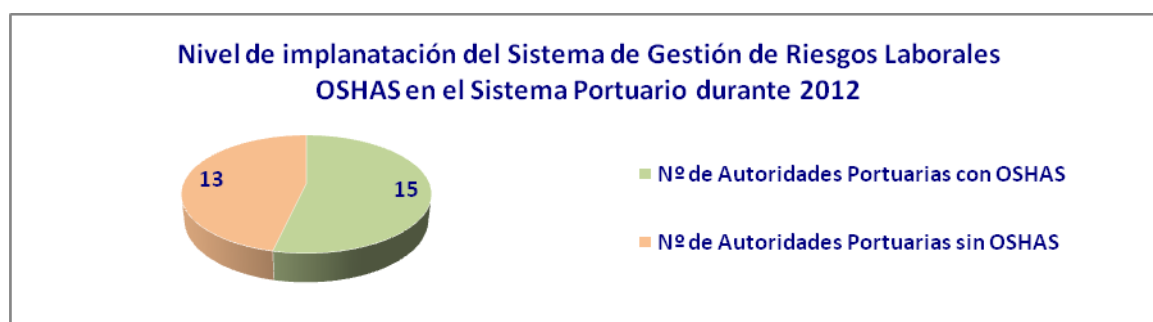 Nivel de implanatación del Sistema de Gestión de Riesgos Laborales
OSHAS en el Sistema Portuario durante 2012
13
15
Nº de Autoridades Portuarias con OSHAS
Nº de Autoridades Portuarias sin OSHAS